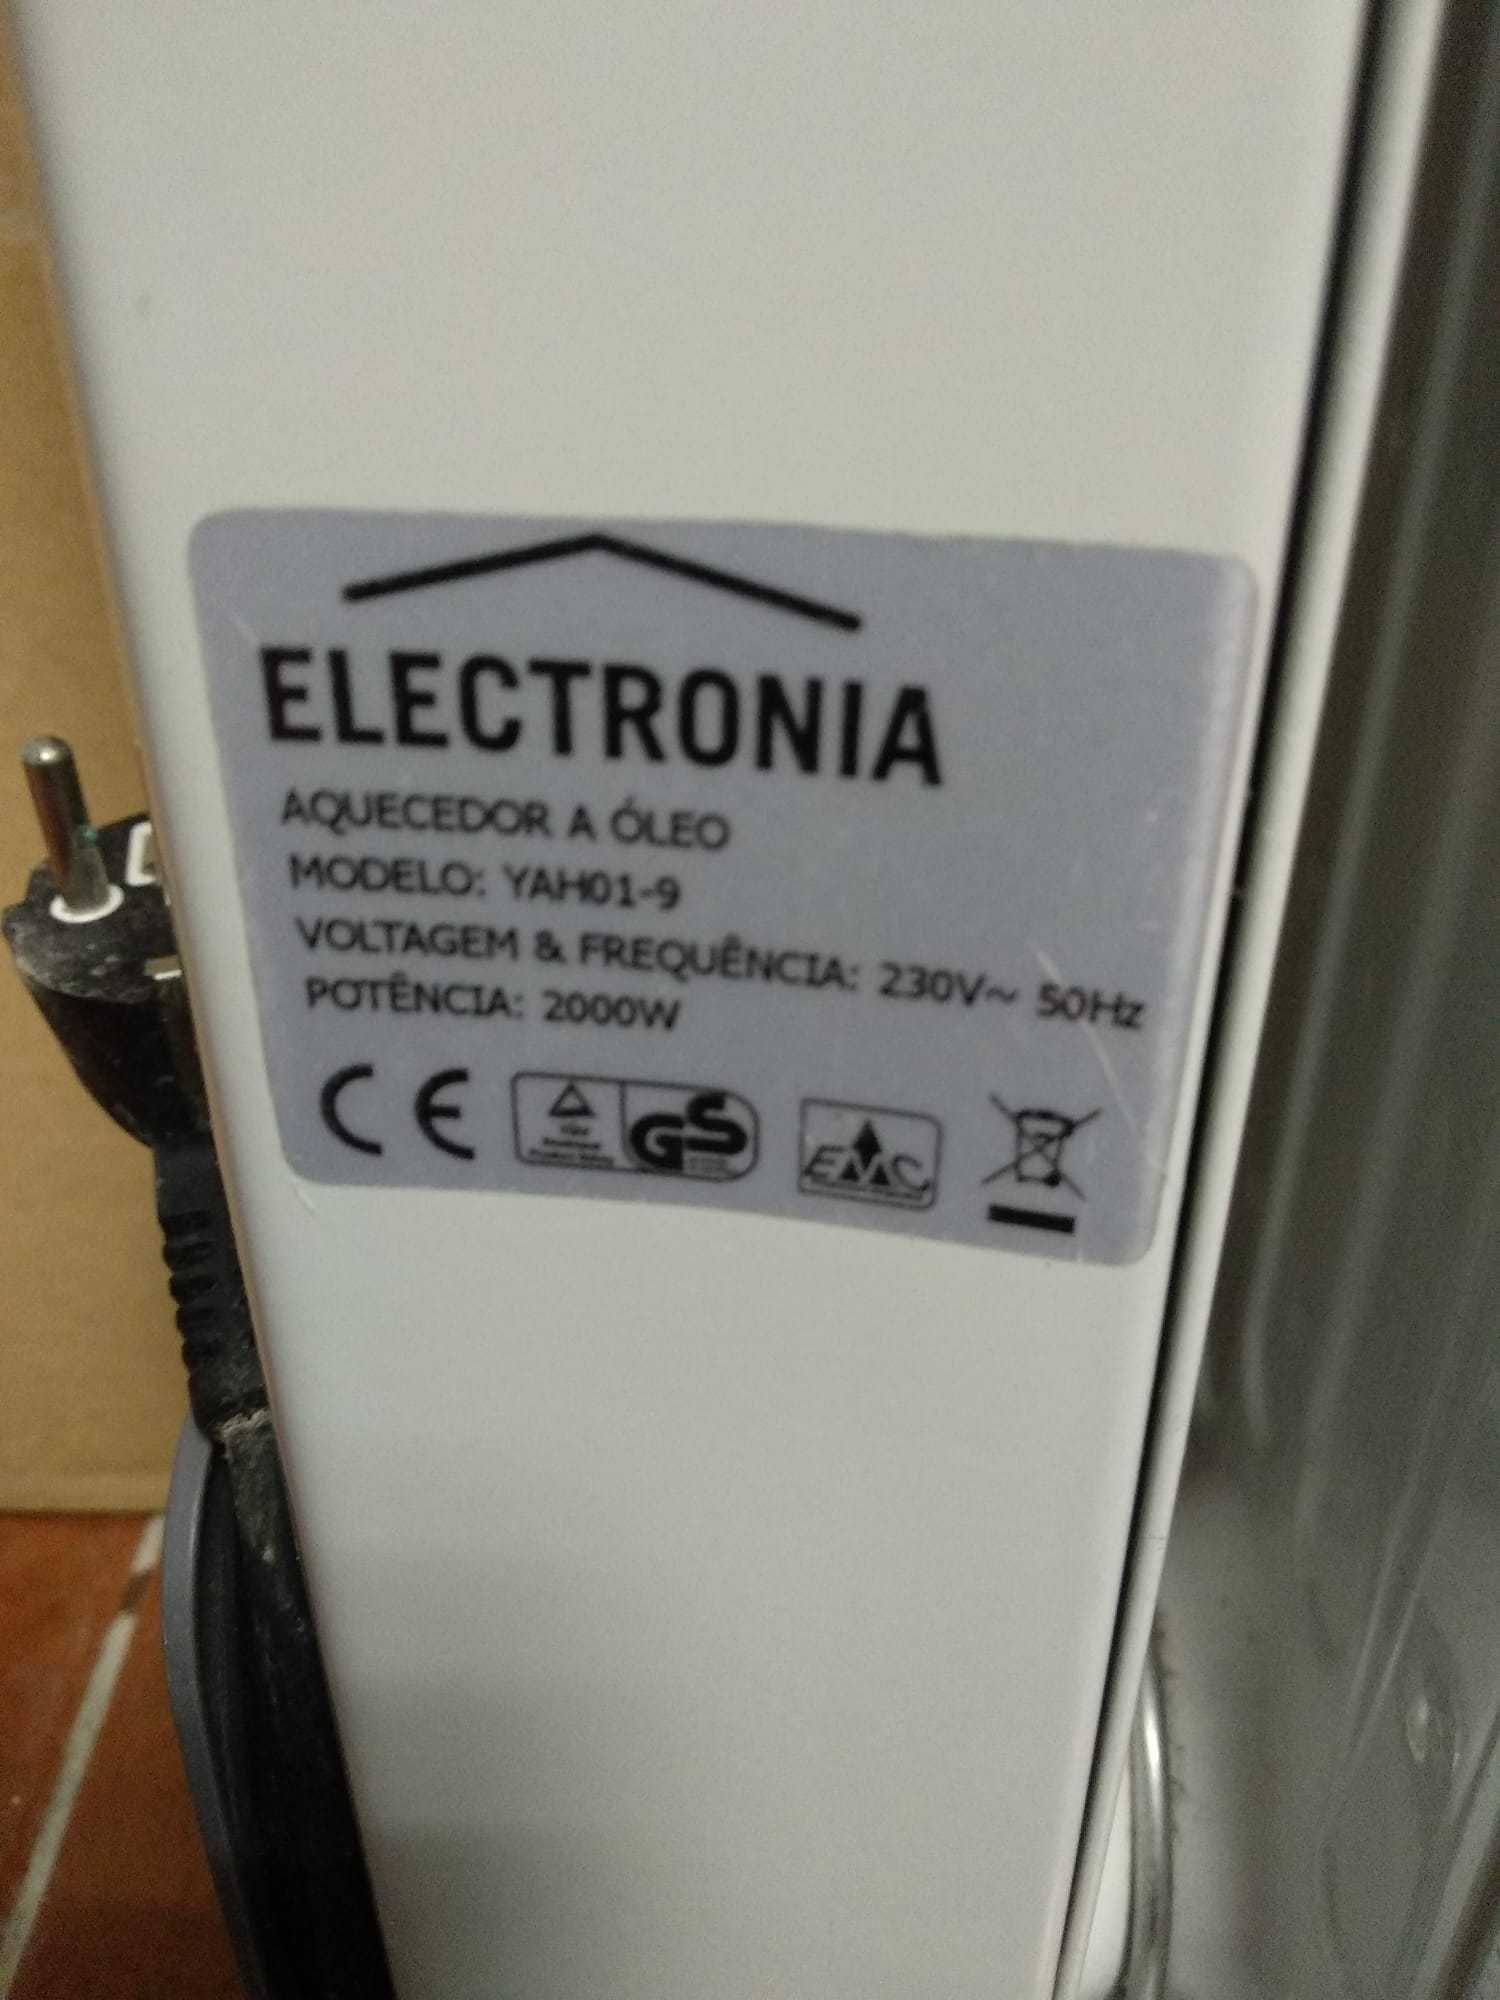 ELECTRONIA
AQUECEDOR A ÓLEO
MODELO: YAH01-9
VOLTAGEM & FREQUÊNCIA: 230V~ 50Hz
POTÊNCIA: 2000W
CE GS EMC